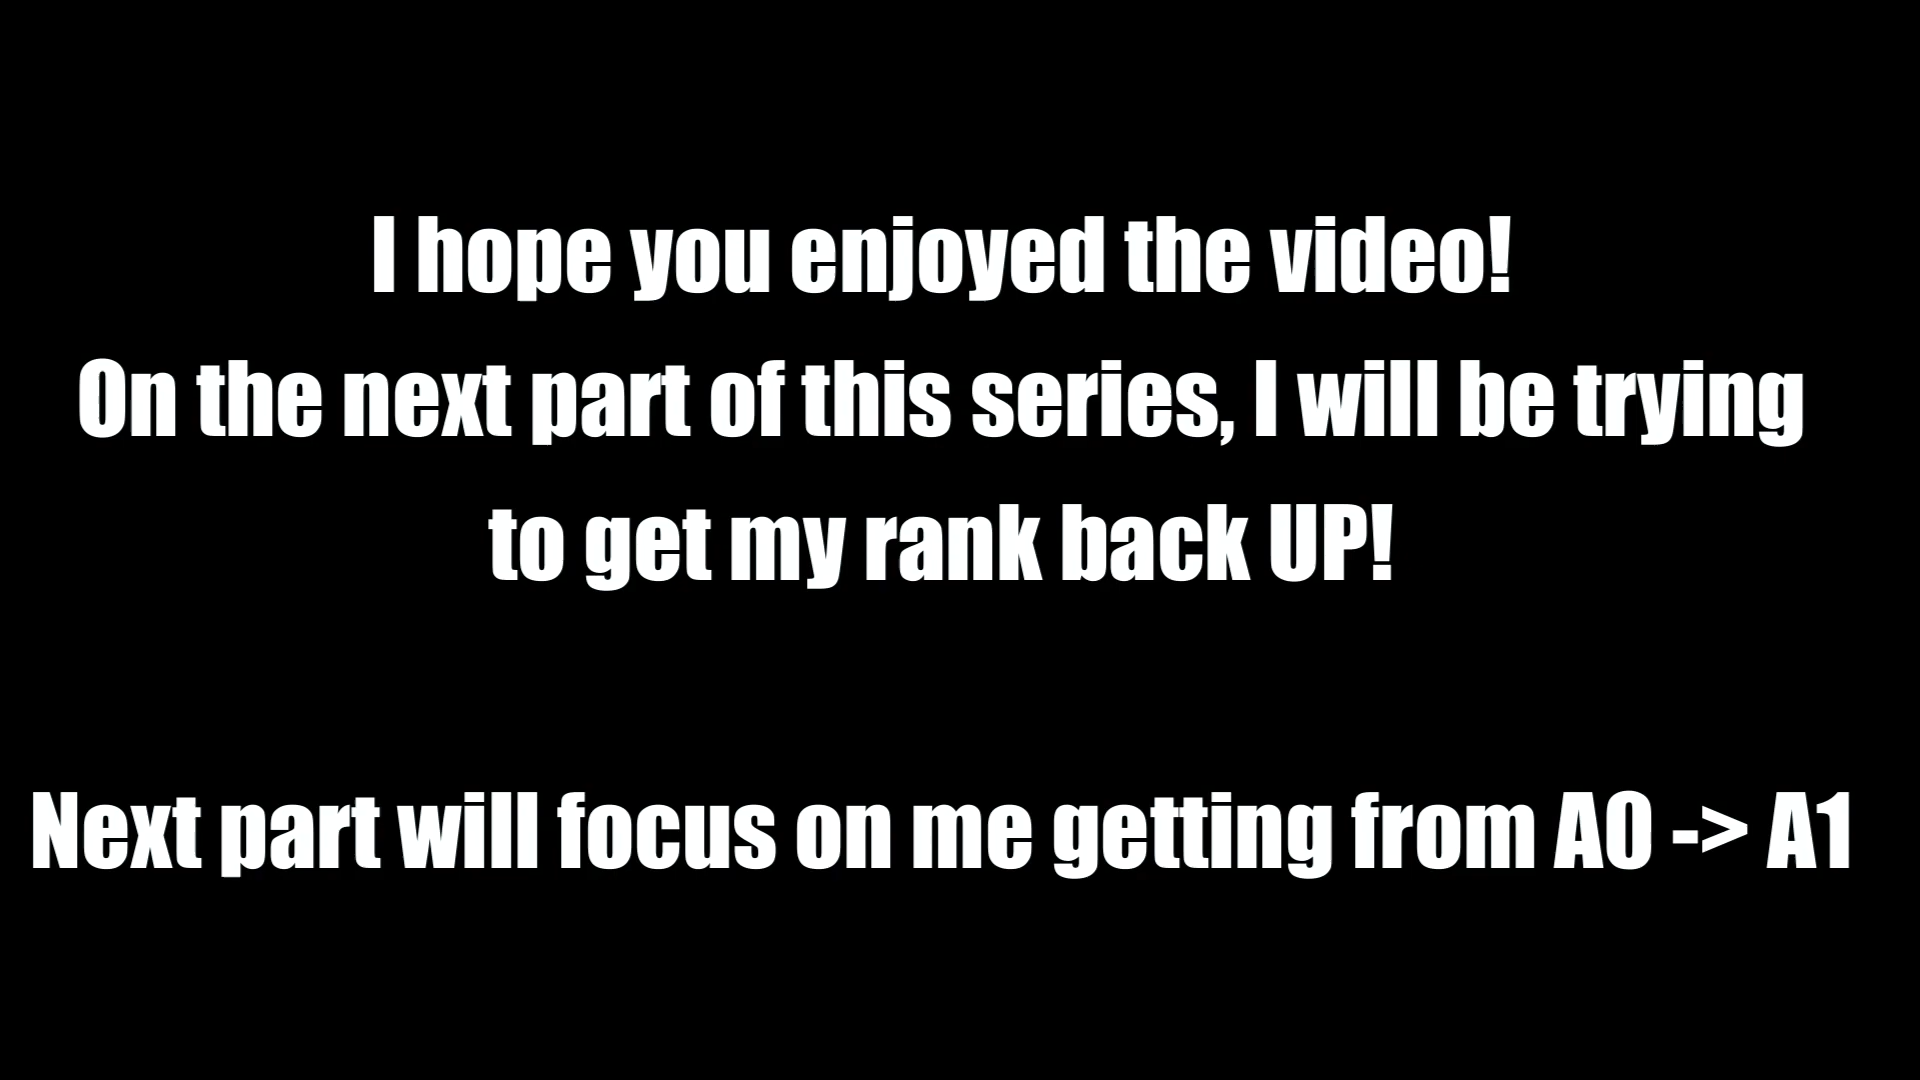 I hope you enjoyed the video!
On the next part of this series, I will be trying
to get my rank back UP!
Next part will focus on me getting from A0 -> A1